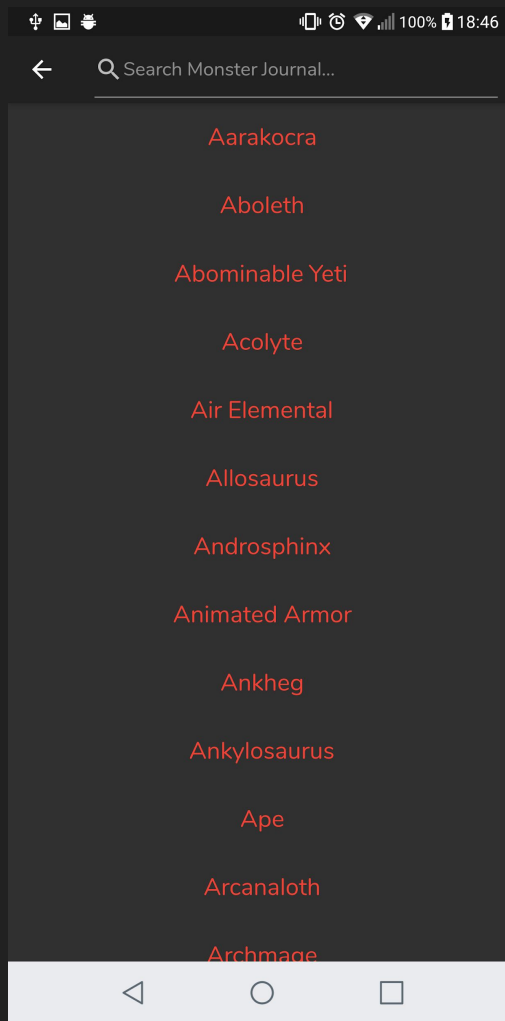 100% 18:46
Search Monster Journal...
Aarakocra
Aboleth
Abominable Yeti
Acolyte
Air Elemental
Allosaurus
Androsphinx
Animated Armor
Ankheg
Ankylosaurus
Ape
Arcanaloth
Archmage